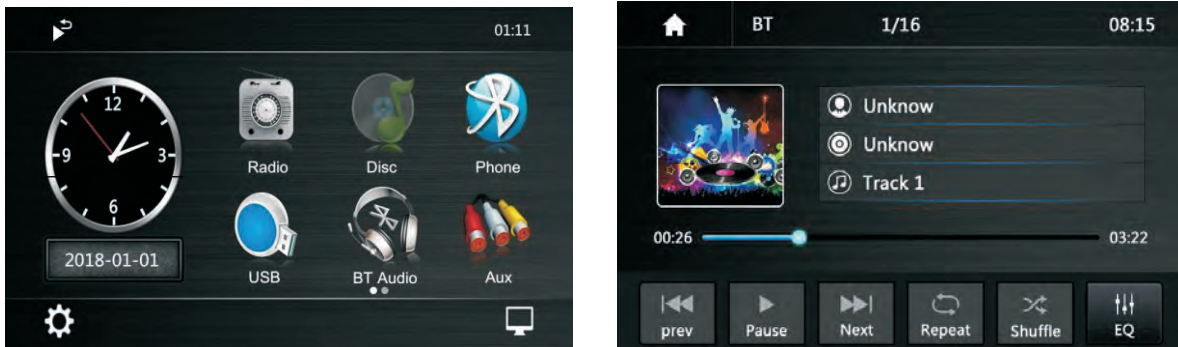 01:11
12
9
3
6
2018-01-01
Radio
Disc
Phone
USB
BT Audio
Aux
BT
1/16
08:15
Unknow
Unknow
Track 1
00:26
03:22
prev
Pause
Next
Repeat
Shuffle
EQ